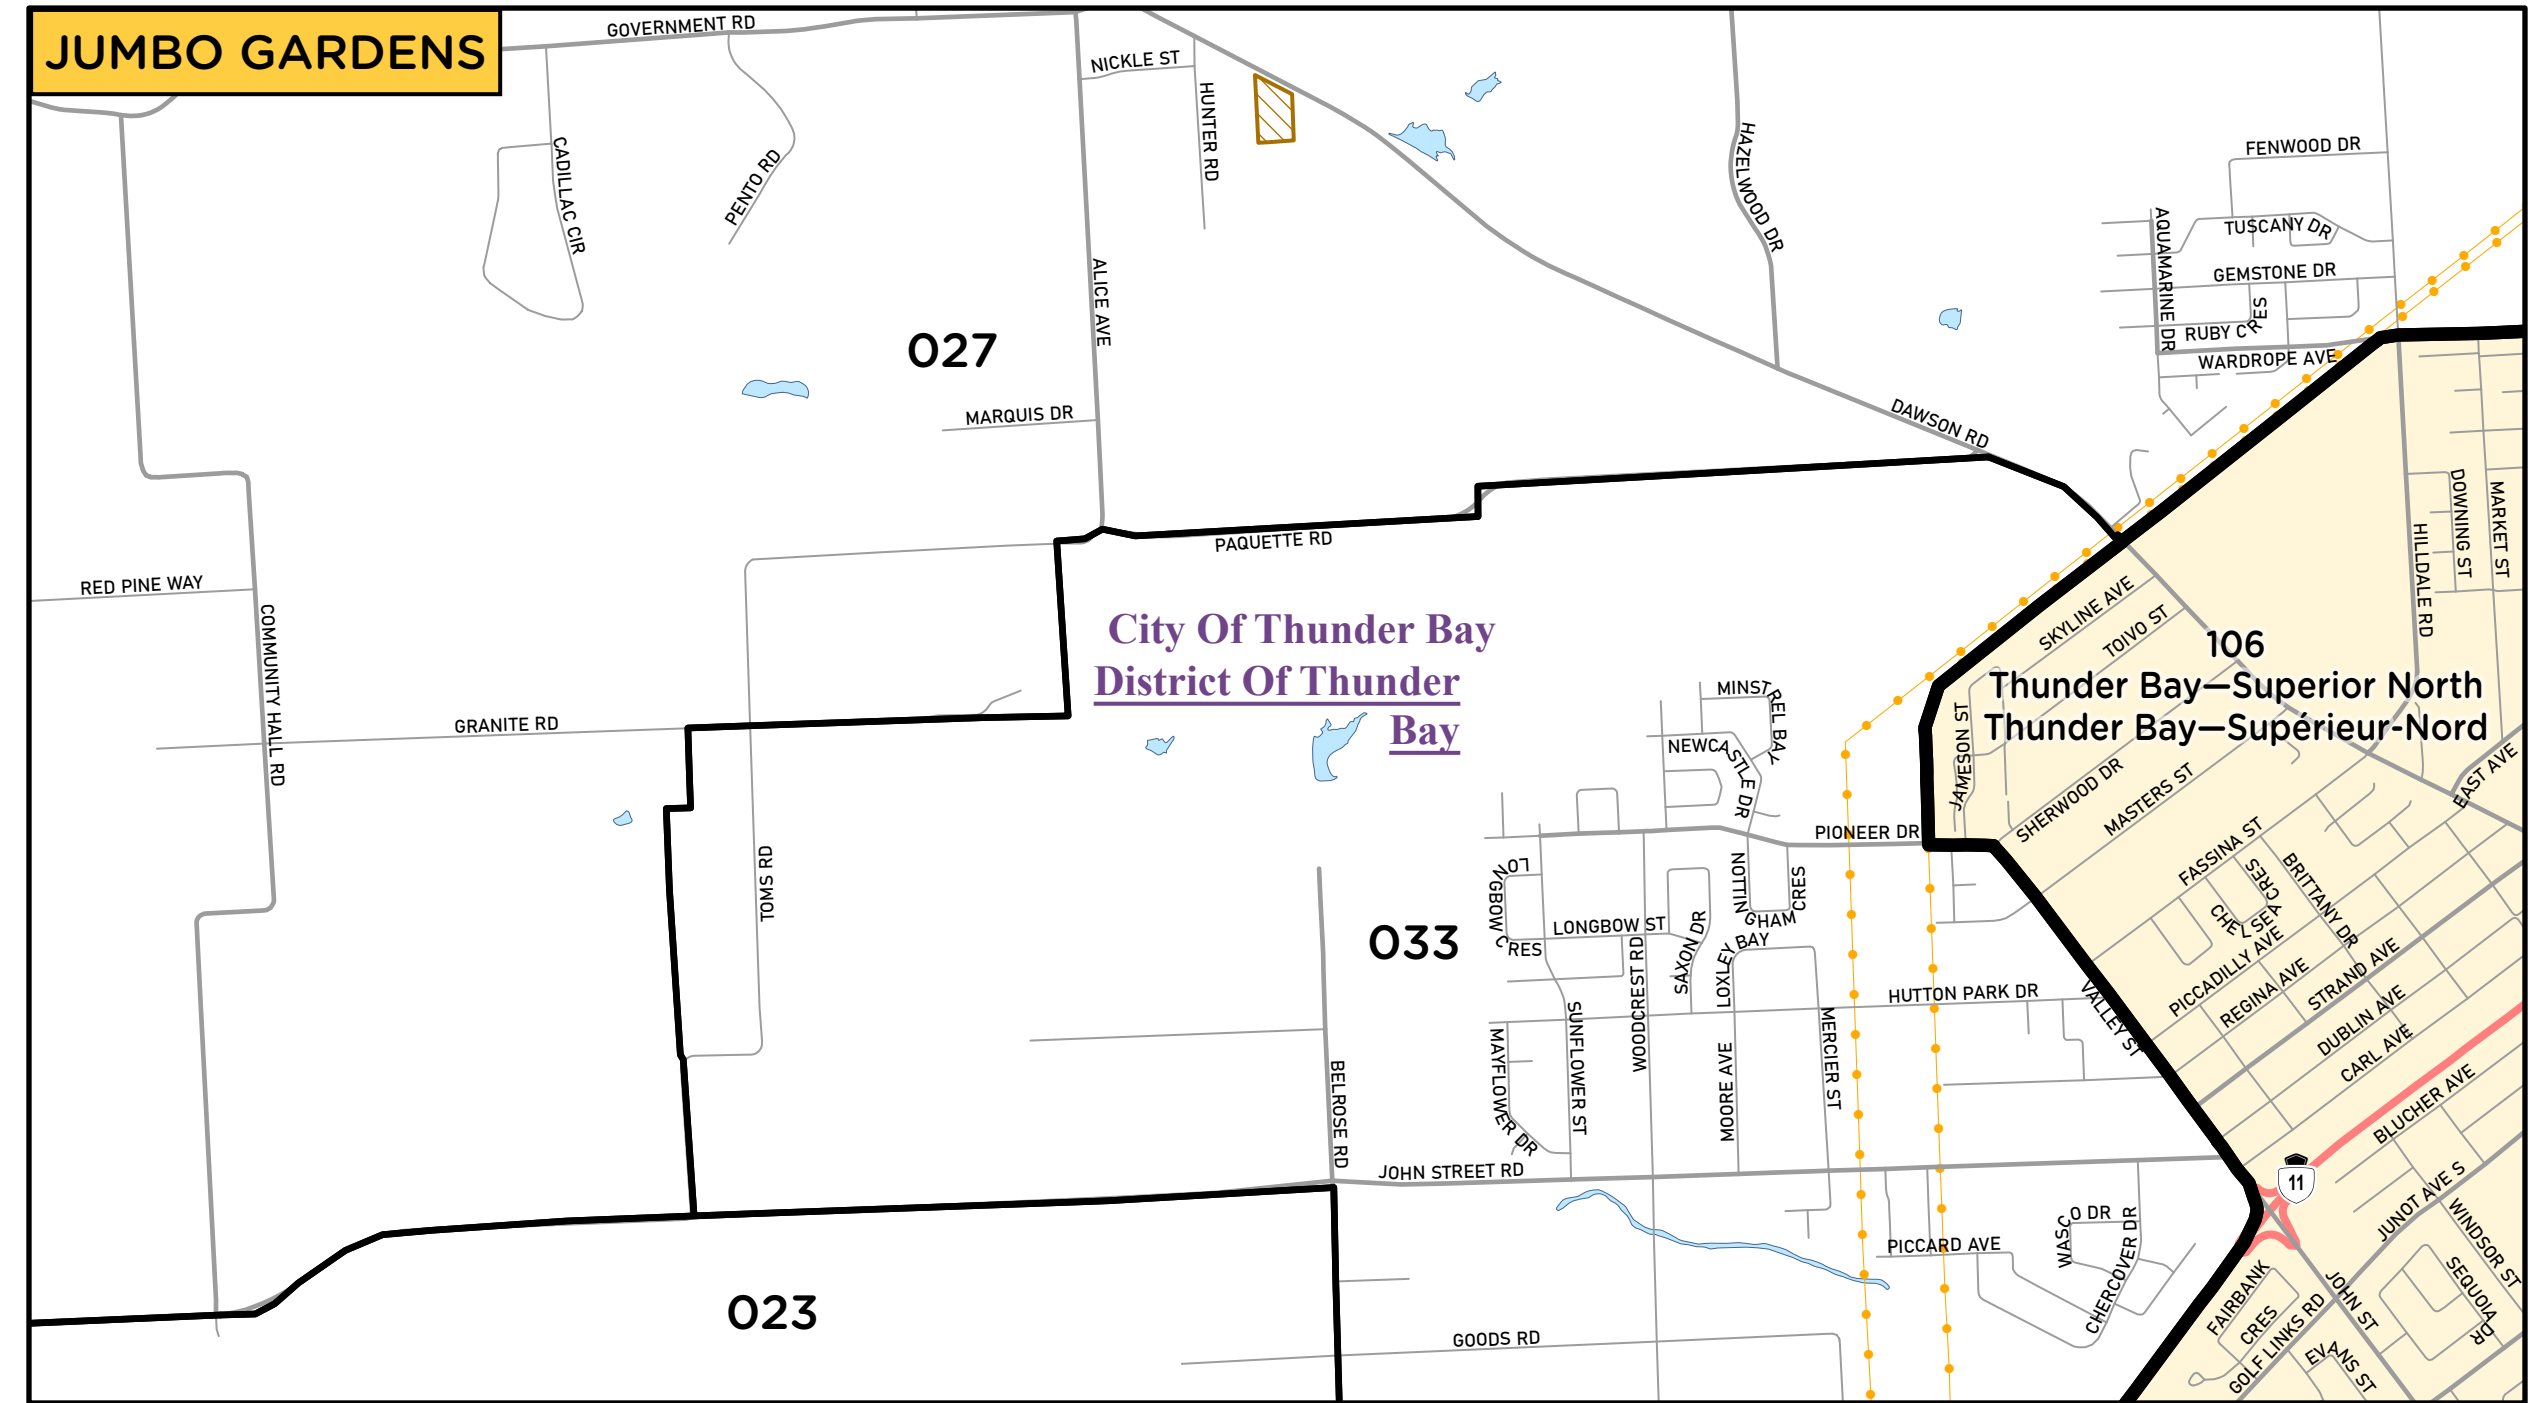 JUMBO GARDENS
GOVERNMENT RD
NICKLE ST
HUNTER RD
CADILLAC CIR
PENTO RD
ALICE AVE
HAZELWOOD DR
FENWOOD DR
AQUAMARINE DR
TUSCANY DR
GEMSTONE DR
RUBY CRES
WARDROPE AVE
027
MARQUIS DR
DAWSON RD
PAQUETTE RD
RED PINE WAY
COMMUNITY HALL RD
GRANITE RD
TOMS RD
City Of Thunder Bay
District Of Thunder
Bay
HILLDALE RD
DOWNING ST
MARKET ST
SKYLINE AVE
TOIVO ST
106
Thunder Bay—Superior North
Thunder Bay—Supérieur-Nord
JAMESON ST
SHERWOOD DR
MASTERS ST
EAST AVE
MINSTREL BAY
NEWCASTLE DR
PIONEER DR
LONGBOW CRES
LONGBOW ST
NOTTINGHAM CRES
033
SAXON DR
LOXLEY BAY
WOODCREST RD
HUTTON PARK DR
VALLEY ST
FASSINA ST
CHELSEY CRES
BRITTANY DR
PICCADILLY AVE
REGINA AVE
STRAND AVE
DUBLIN AVE
CARL AVE
BLUCHER AVE
MAYFLOWER DR
SUNFLOWER ST
MOORE AVE
MERCIER ST
BELROSE RD
JOHN STREET RD
11
JUNOT AVE S
WINDSOR ST
SEQUOIA DR
WASCO DR
CHERCOVER DR
PICCARD AVE
FAIRBANK CRES
GOLF LINKS RD
JOHN ST
EVANS ST
023
GOODS RD